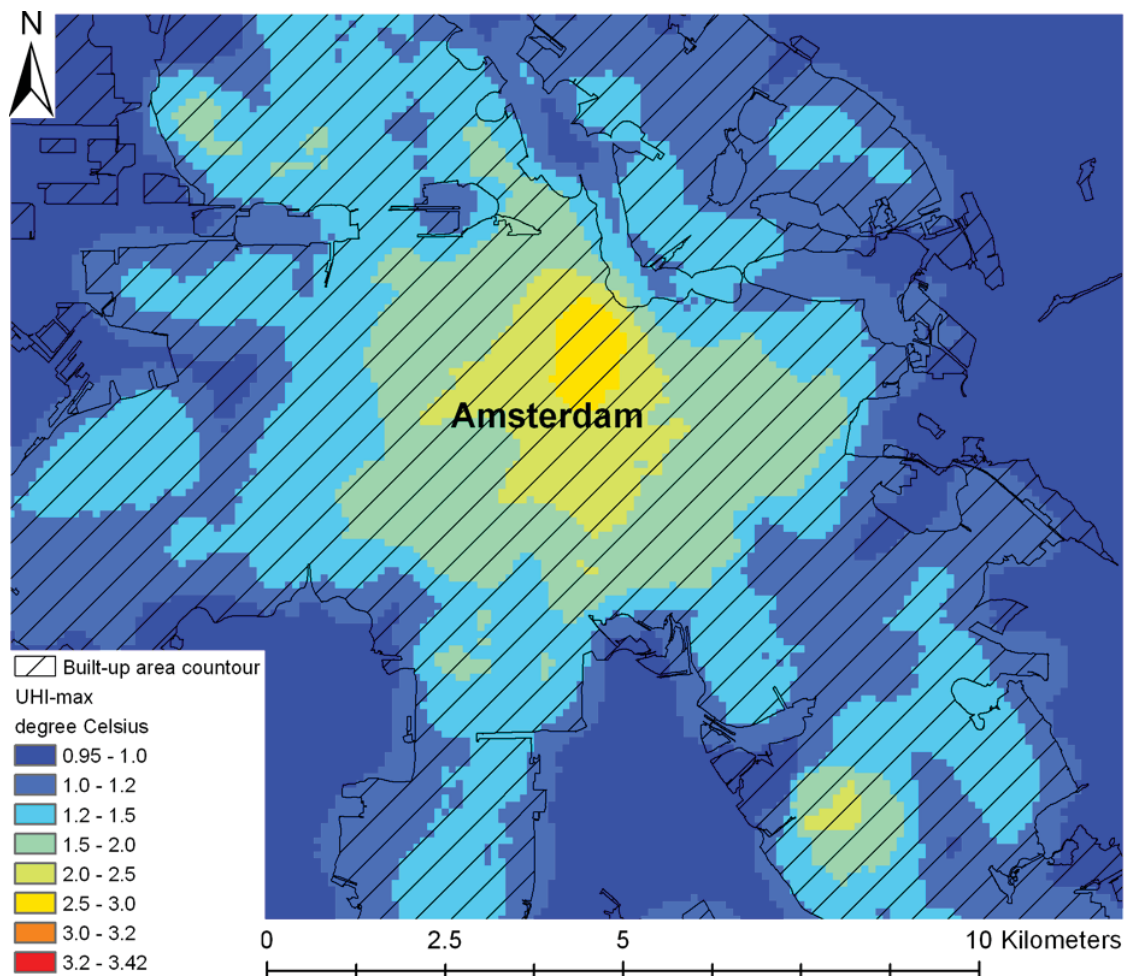 N
Amsterdam
Built-up area countour
UHI-max
degree Celsius
0.95 - 1.0
1.0 - 1.2
1.2 - 1.5
1.5 - 2.0
2.0 - 2.5
2.5 - 3.0
3.0 - 3.2
3.2 - 3.42
0 2.5 5 10 Kilometers